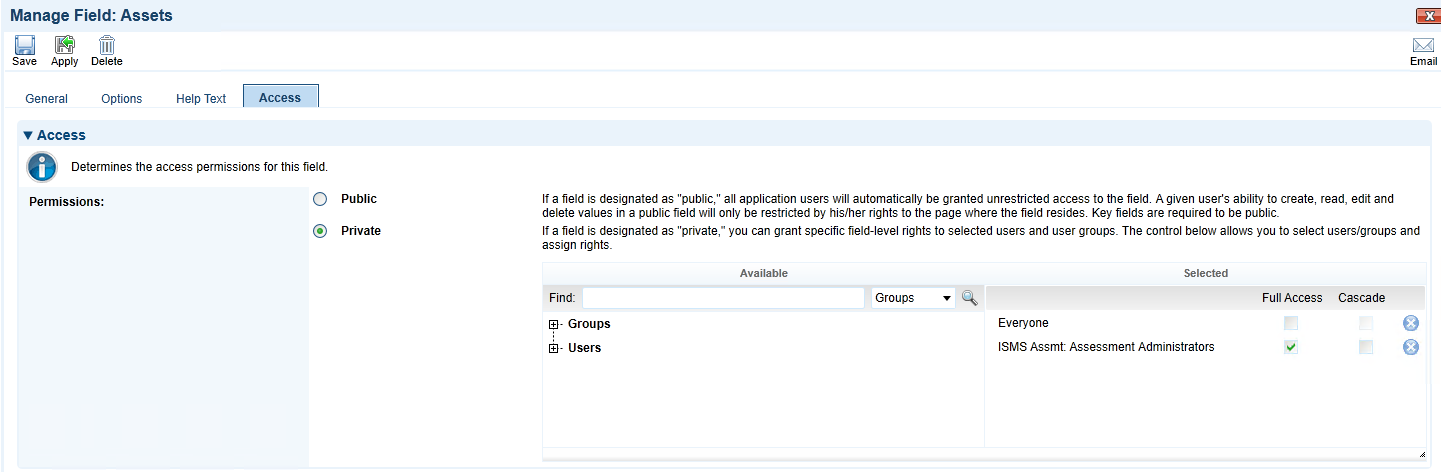 Manage Field: Assets
X
Save Apply Delete
Email
General Options Help Text Access
Access
Determines the access permissions for this field.
Permissions:
Public
If a field is designated as "public," all application users will automatically be granted unrestricted access to the field. A given user's ability to create, read, edit and
delete values in a public field will only be restricted by his/her rights to the page where the field resides. Key fields are required to be public.
Private
If a field is designated as "private," you can grant specific field-level rights to selected users and user groups. The control below allows you to select users/groups and
assign rights.
Available
Selected
Find: Groups
Full Access Cascade
Groups
Users
Everyone
ISMS Assmt: Assessment Administrators